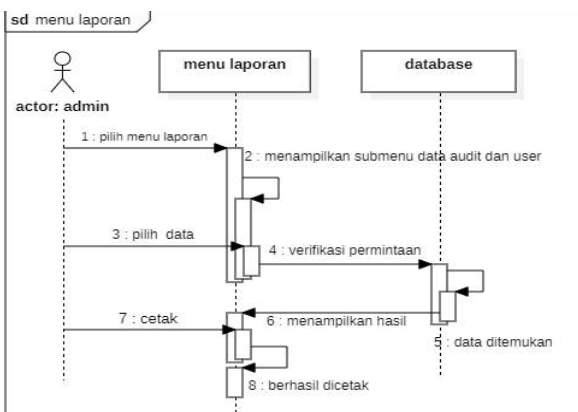 sd menu laporan
menu laporan
database
actor: admin
1 : pilih menu laporan
2 : menampilkan submenu data audit dan user
3 : pilih data
4 : verifikasi permintaan
7 : cetak
6 : menampilkan hasil
5 : data ditemukan
8 : berhasil dicetak